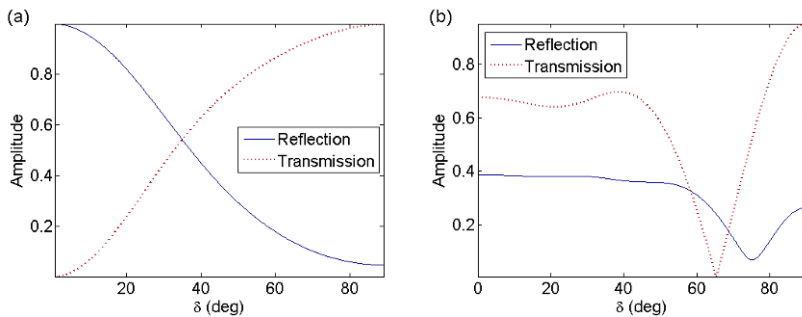 (a)
Amplitude
0.8
0.6
0.4
0.2
Reflection
Transmission
20
40
60
80
δ (deg)
(b)
Amplitude
0.8
0.6
0.4
0.2
Reflection
Transmission
0
20
40
60
80
δ (deg)